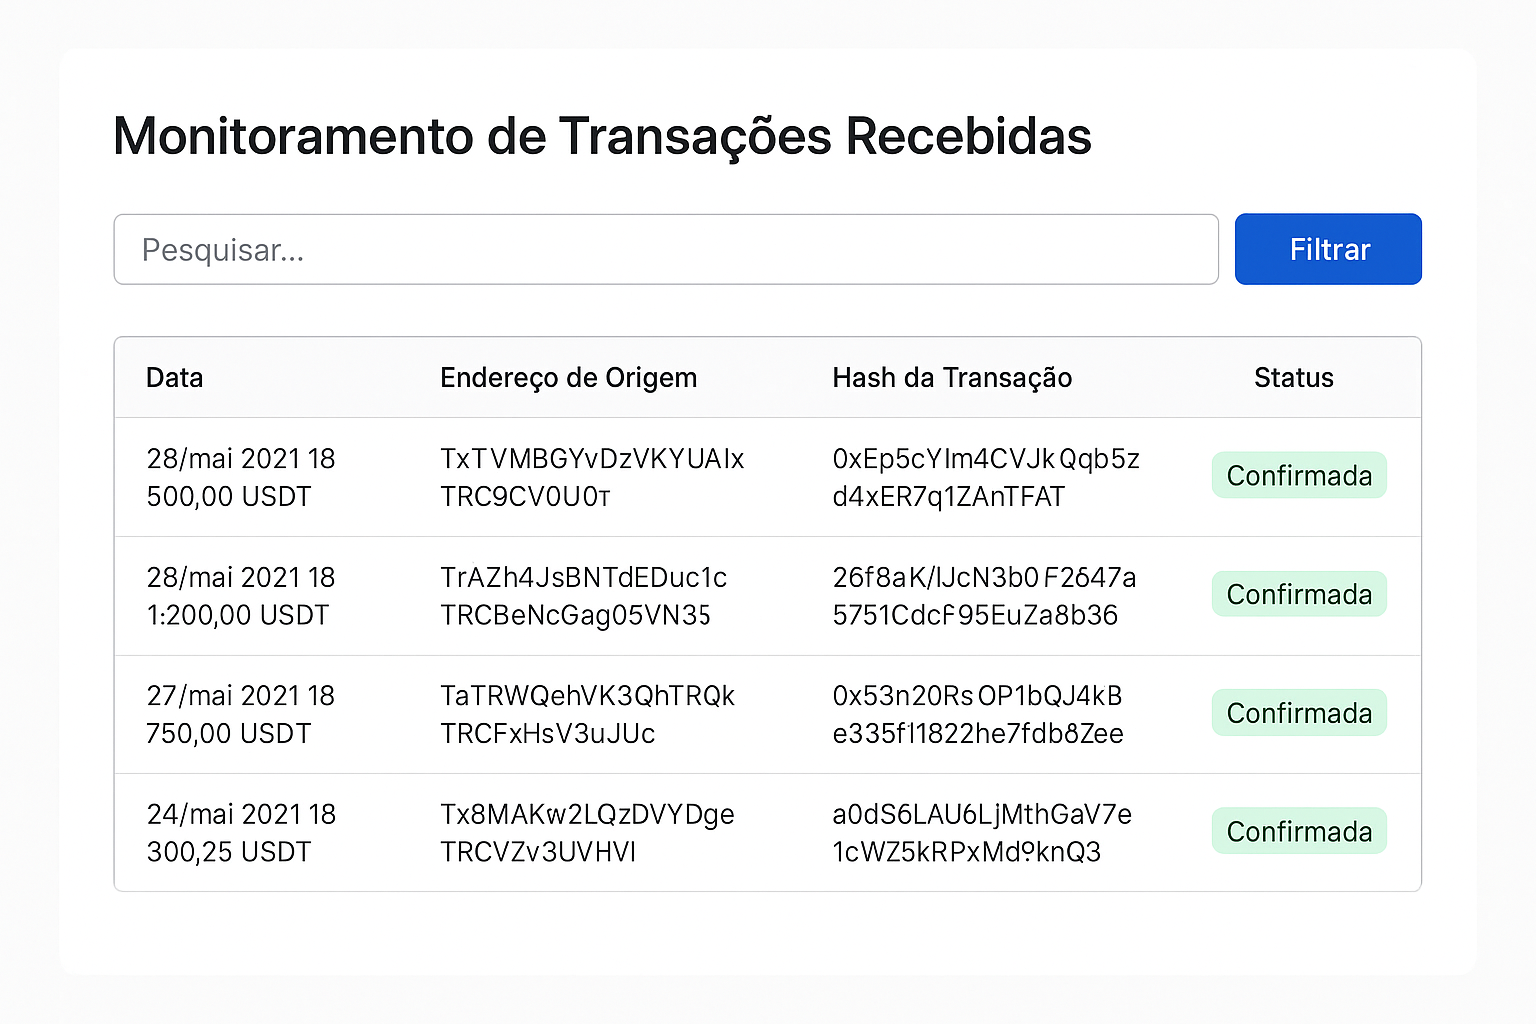 Monitoramento de Transações Recebidas
Pesquisar...
Filtrar
Data Endereço de Origem Hash da Transação Status
28/mai 2021 18 TxTVMBGYvDzVKYUAIx 0xEp5cYIm4CVJkQqb5z Confirmada
500,00 USDT TRC9CV0U0т d4xER7q1ZAnTFAT
28/mai 2021 18 TrAZh4JsBNTdEDuc1c 26f8aK/lJcN3b0F2647a Confirmada
1:200,00 USDT TRCBeNcGag05VN35 5751CdcF95EuZa8b36
27/mai 2021 18 TaTRWQehVK3QhTRQk 0x53n20RsOP1bQJ4kB Confirmada
750,00 USDT TRCFxHsV3uJUc e335f11822he7fdb8Zee
24/mai 2021 18 Tx8MAKw2LQzDVYDge a0dS6LAU6LjMthGaV7e Confirmada
300,25 USDT TRCVZv3UVHVI 1cWZ5kRPxMdºknQ3